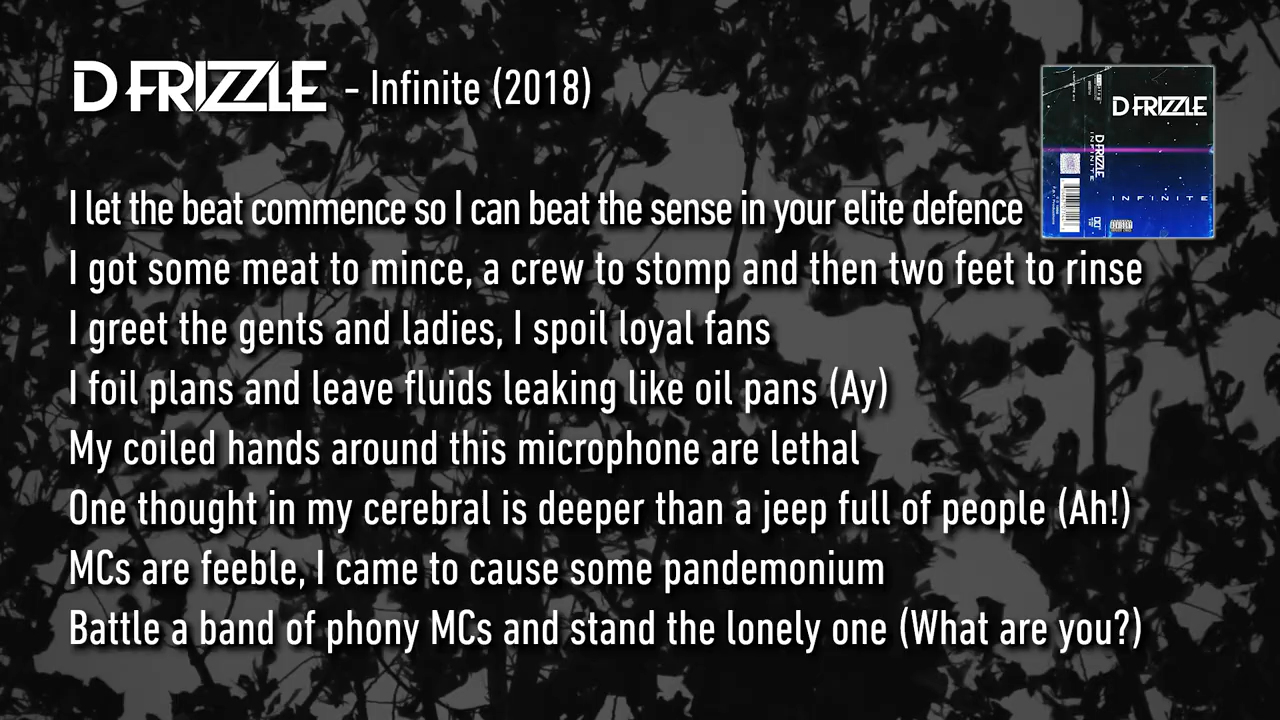 D FRIZZLE - Infinite (2018)
D FRIZZLE
D FRIZZLE
INFINITE
INFINITE
I let the beat commence so I can beat the sense in your elite defence
I got some meat to mince, a crew to stomp and then two feet to rinse
I greet the gents and ladies, I spoil loyal fans
I foil plans and leave fluids leaking like oil pans (Ay)
My coiled hands around this microphone are lethal
One thought in my cerebral is deeper than a jeep full of people (Ah!)
MCs are feeble, I came to cause some pandemonium
Battle a band of phony MCs and stand the lonely one (What are you?)